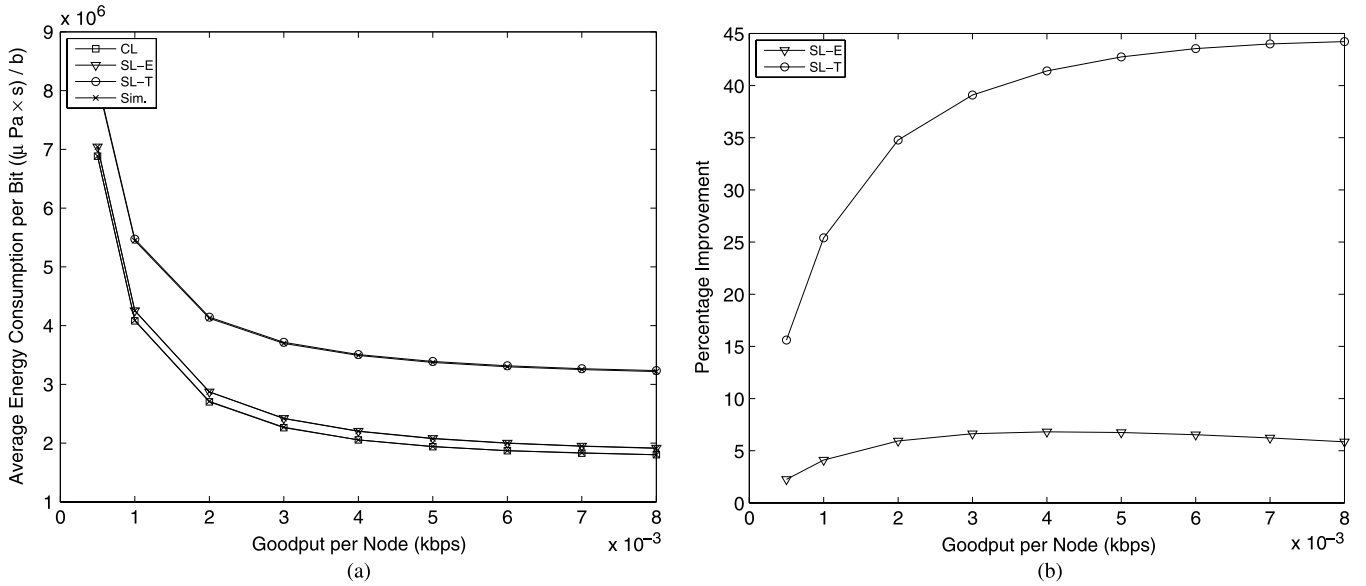 x 10⁶
9
8
7
6
5
4
3
2
1
CL
SL−E
SL−T
Sim.
Average Energy Consumption per Bit ((μ Pa × s) / b)
0 1 2 3 4 5 6 7 8
Goodput per Node (kbps)
x 10⁻³
(a)
45
40
35
30
25
20
15
10
5
0
SL−E
SL−T
Percentage Improvement
0 1 2 3 4 5 6 7 8
Goodput per Node (kbps)
x 10⁻³
(b)